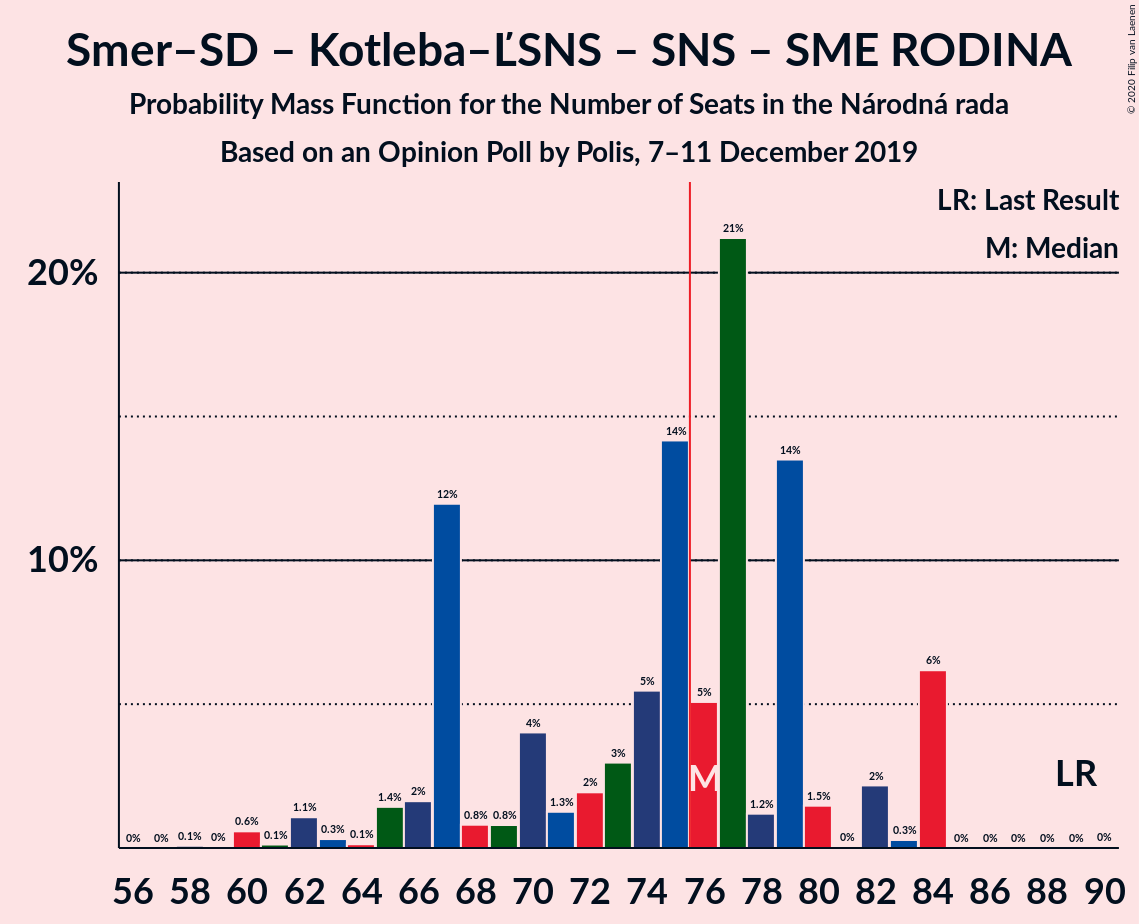 Smer–SD – Kotleba–ĽSNS – SNS – SME RODINA
Probability Mass Function for the Number of Seats in the Národná rada
Based on an Opinion Poll by Polis, 7–11 December 2019
© 2020 Filip van Laenen
LR: Last Result
M: Median
20%
10%
0% 0% 0.1% 0% 0.6% 0.1% 1.1% 0.3% 0.1% 1.4% 2% 12% 0.8% 0.8% 4% 1.3% 2% 3% 5% 14% 5% 21% 1.2% 14% 1.5% 0% 2% 0.3% 6% 0% 0% 0% 0% 0% 0%
M
LR
56 58 60 62 64 66 68 70 72 74 76 78 80 82 84 86 88 90